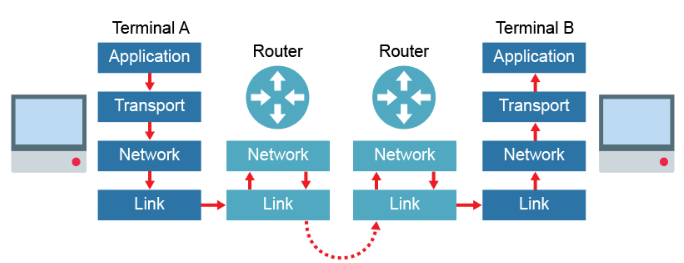 Terminal A
Terminal B
Router
Router
Application
Application
Transport
Transport
Network
Network
Network
Network
Link
Link
Link
Link